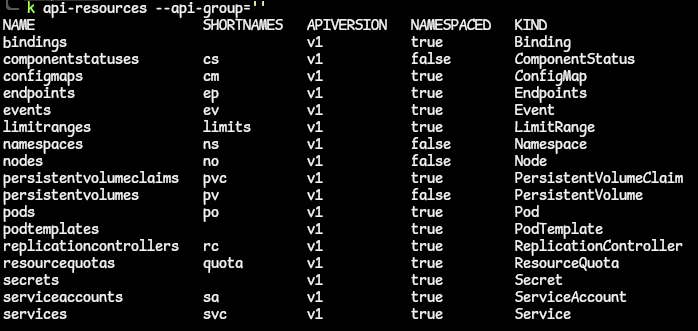 k api-resources --api-group=''
NAME SHORTNAMES APIVERSION NAMESPACED KIND
bindings v1 true Binding
componentstatuses cs v1 false ComponentStatus
configmaps cm v1 true ConfigMap
endpoints ep v1 true Endpoints
events ev v1 true Event
limitranges limits v1 true LimitRange
namespaces ns v1 false Namespace
nodes no v1 false Node
persistentvolumeclaims pvc v1 true PersistentVolumeClaim
persistentvolumes pv v1 false PersistentVolume
pods po v1 true Pod
podtemplates v1 true PodTemplate
replicationcontrollers rc v1 true ReplicationController
resourcequotas quota v1 true ResourceQuota
secrets v1 true Secret
serviceaccounts sa v1 true ServiceAccount
services svc v1 true Service